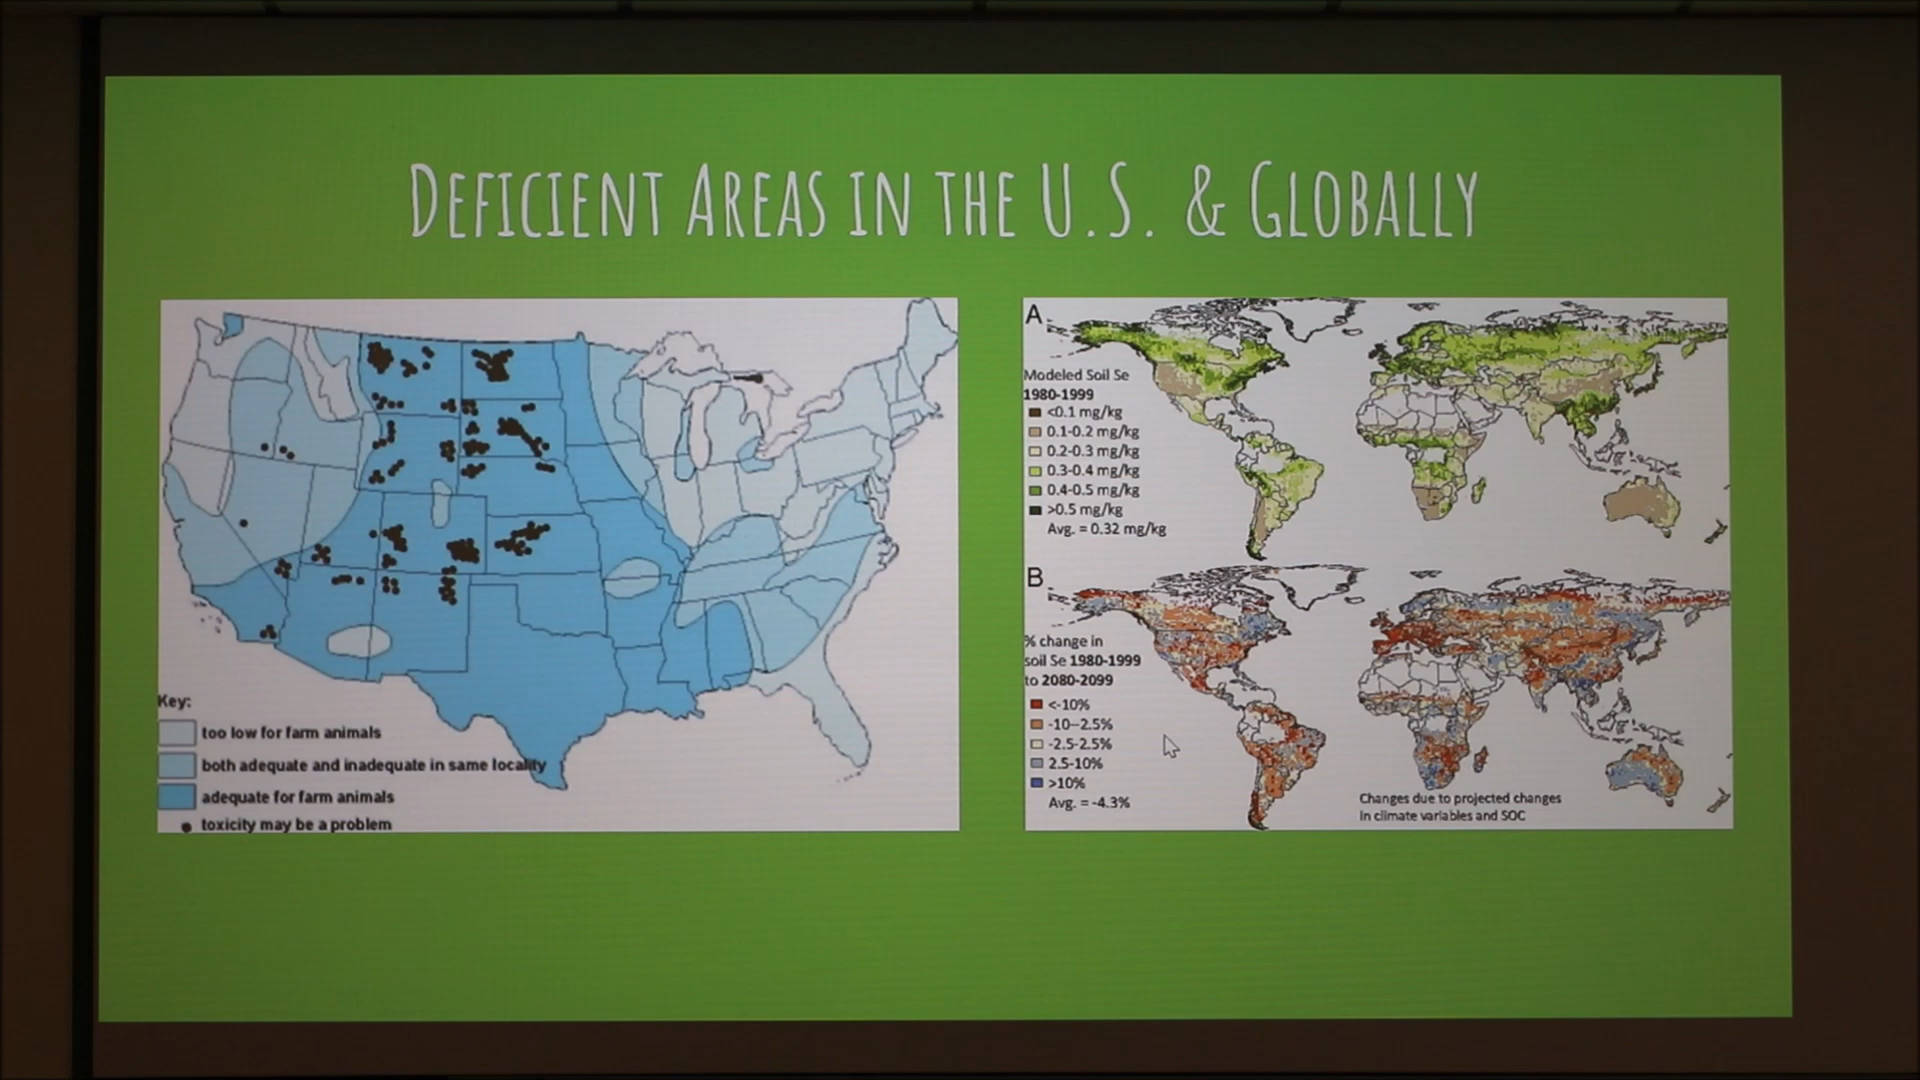 DEFICIENT AREAS IN THE U.S. & GLOBALLY
Key:
too low for farm animals
both adequate and inadequate in same locality
adequate for farm animals
toxicity may be a problem
A
Modeled Soil Se
1980-1999
<0.1 mg/kg
0.1-0.2 mg/kg
0.2-0.3 mg/kg
0.3-0.4 mg/kg
0.4-0.5 mg/kg
>0.5 mg/kg
Avg. = 0.32 mg/kg
B
% change in
soil Se 1980-1999
to 2080-2099
<-10%
-10--2.5%
-2.5-2.5%
2.5-10%
>10%
Avg. = -4.3%
Changes due to projected changes
in climate variables and SOC